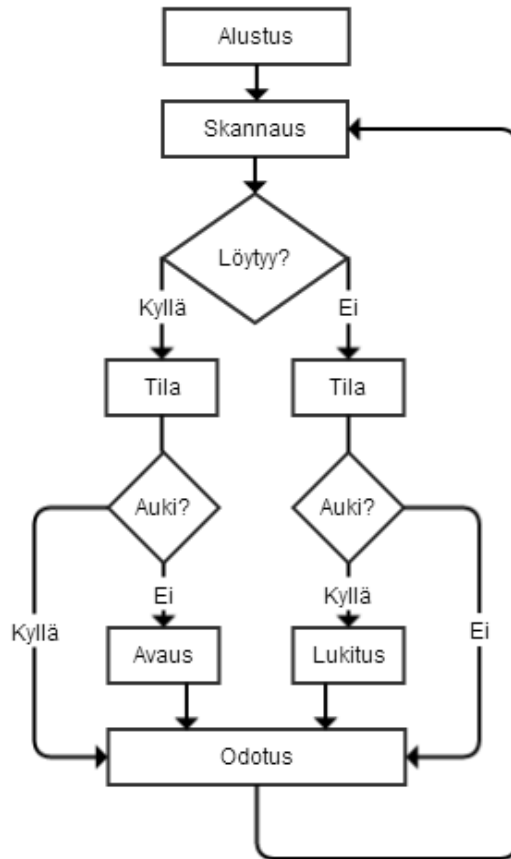 Alustus
Skannaus
Löytyy?
Kyllä
Ei
Tila
Tila
Auki?
Auki?
Ei
Kyllä
Kyllä
Ei
Avaus
Lukitus
Odotus